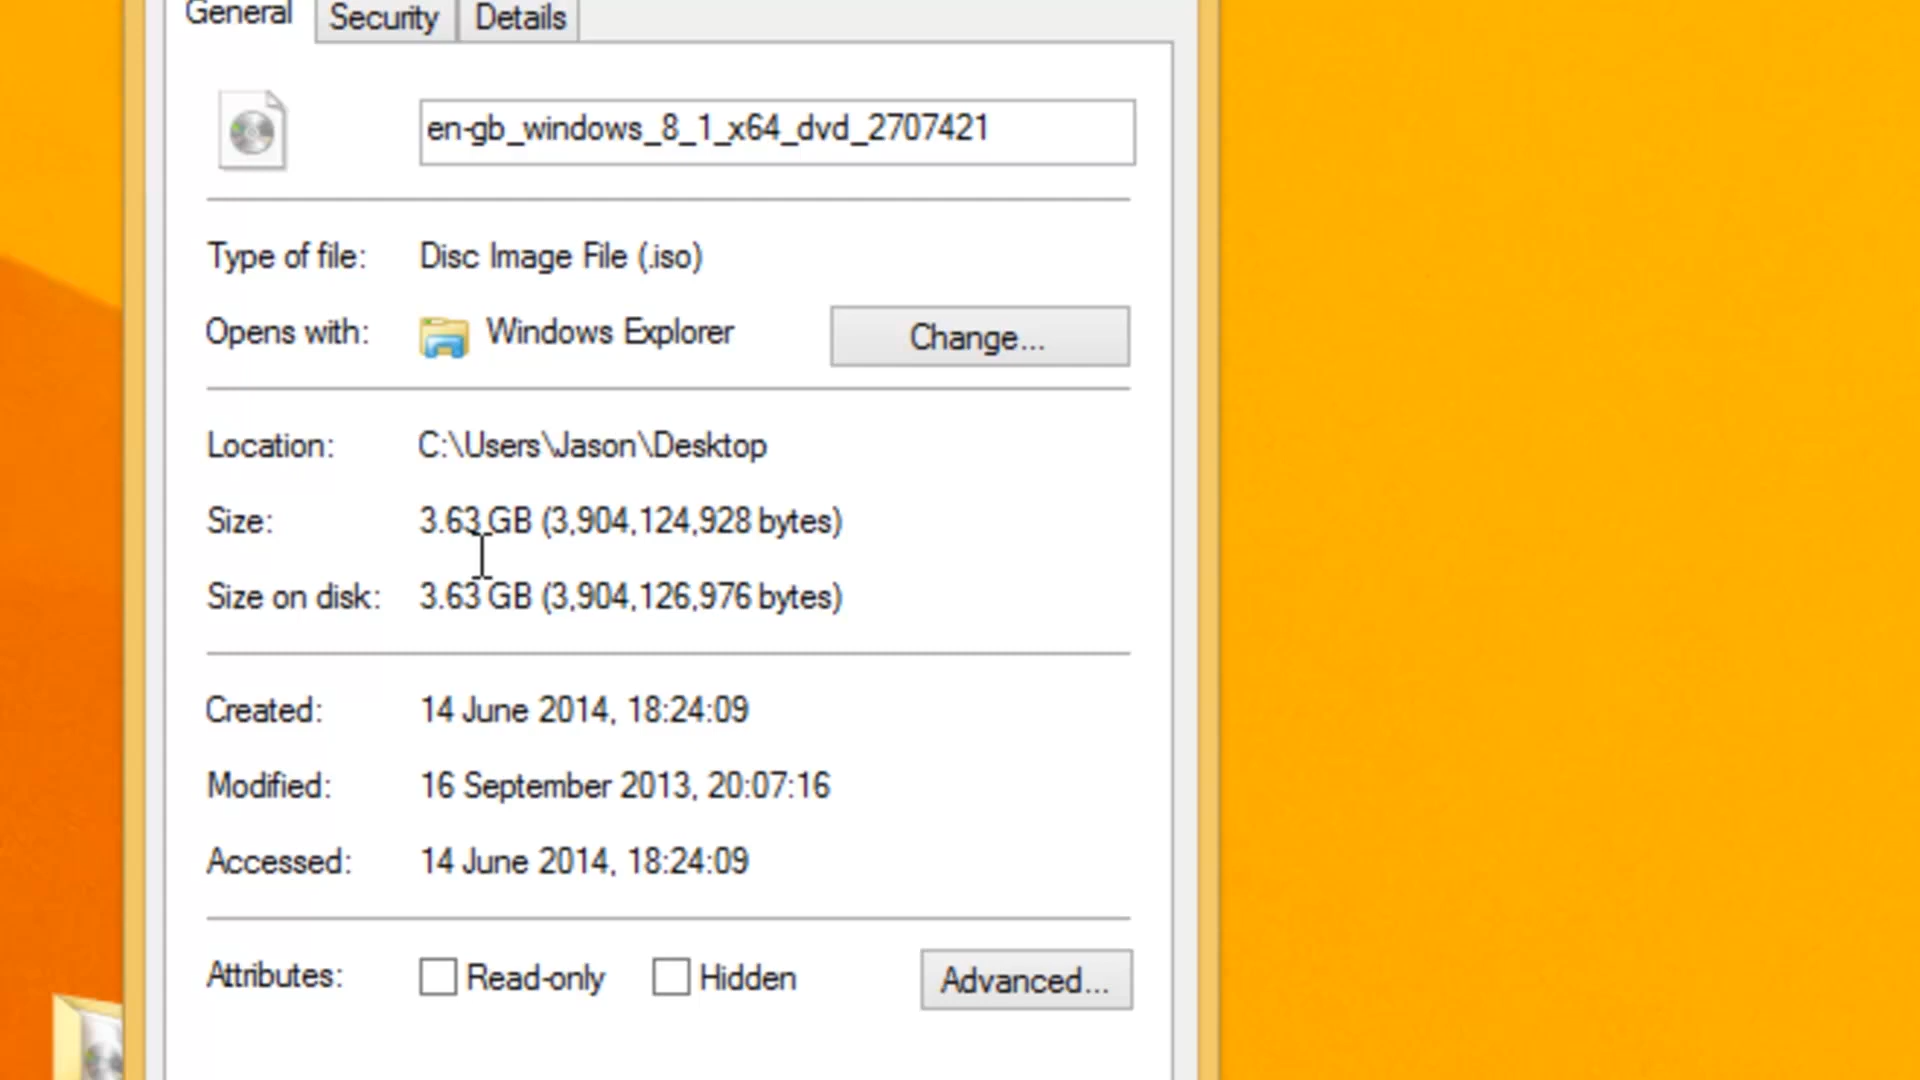 General Security Details
en-gb_windows_8_1_x64_dvd_2707421
Type of file: Disc Image File (.iso)
Opens with: Windows Explorer Change...
Location: C:\Users\Jason\Desktop
Size: 3.63 GB (3,904,124,928 bytes)
Size on disk: 3.63 GB (3,904,126,976 bytes)
Created: 14 June 2014, 18:24:09
Modified: 16 September 2013, 20:07:16
Accessed: 14 June 2014, 18:24:09
Attributes: Read-only Hidden Advanced...